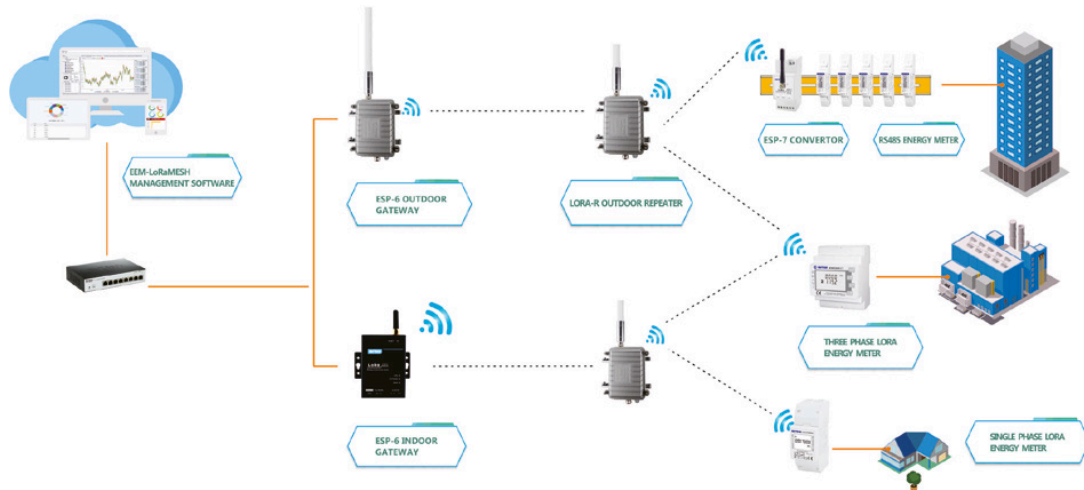 EEM-LoRaMESH
MANAGEMENT SOFTWARE
ESP-6 OUTDOOR
GATEWAY
LORA-R OUTDOOR REPEATER
ESP-7 CONVERTOR
RS485 ENERGY METER
THREE PHASE LORA
ENERGY METER
ESP-6 INDOOR
GATEWAY
SINGLE PHASE LORA
ENERGY METER